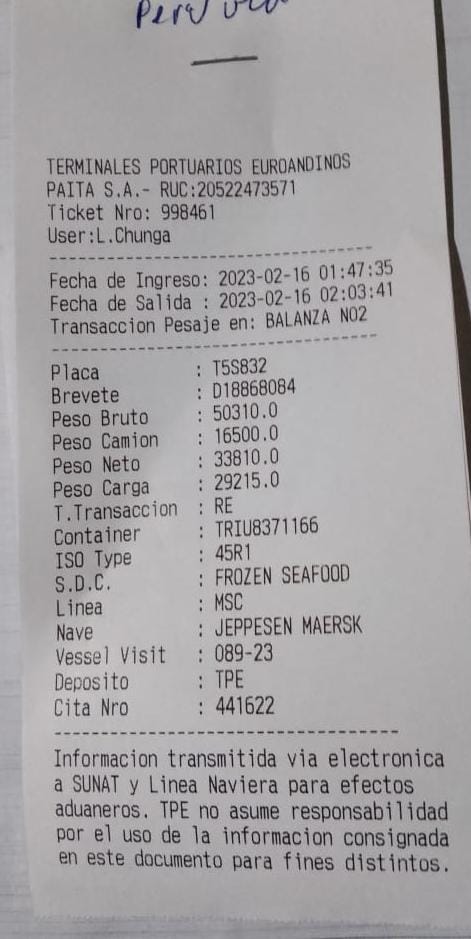 Peru
TERMINALES PORTUARIOS EUROANDINOS
PAITA S.A.- RUC:20522473571
Ticket Nro: 998461
User:L.Chunga
Fecha de Ingreso: 2023-02-16 01:47:35
Fecha de Salida : 2023-02-16 02:03:41
Transaccion Pesaje en: BALANZA NO2
Placa : T5S832
Brevete : D18868084
Peso Bruto : 50310.0
Peso Camion : 16500.0
Peso Neto : 33810.0
Peso Carga : 29215.0
T.Transaccion : RE
Container : TRIU8371166
ISO Type : 45R1
S.D.C. : FROZEN SEAFOOD
Linea : MSC
Nave : JEPPESEN MAERSK
Vessel Visit : 089-23
Deposito : TPE
Cita Nro : 441622
Informacion transmitida via electronica
a SUNAT y Linea Naviera para efectos
aduaneros. TPE no asume responsabilidad
por el uso de la informacion consignada
en este documento para fines distintos.